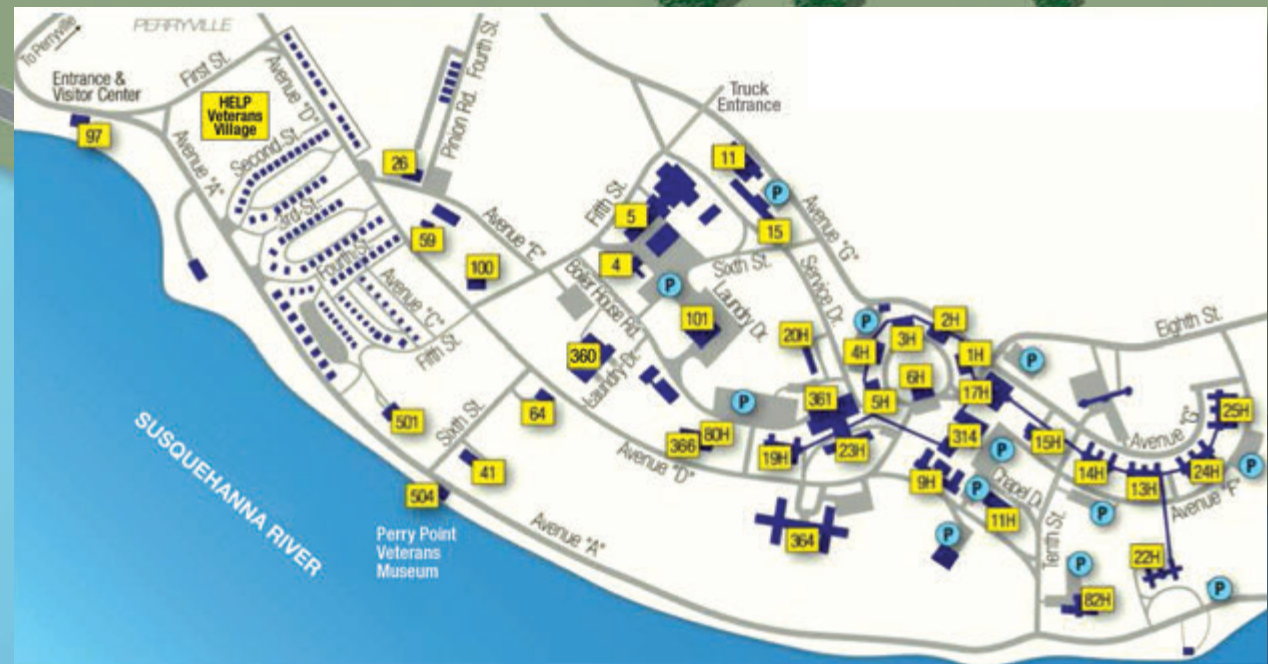 PERRYVILLE
To Perryville
Fourth St.
First St.
Entrance &
Visitor Center
Avenue "D"
Truck
Entrance
HELP
Veterans
Village
Pinion Rd.
97
Second St.
26
11
Avenue "A"
P
3rd St.
Fifth St.
5
Avenue "G"
59
Avenue "E"
15
Fourth St.
100
4
Sixth St.
Service Dr.
Avenue "C"
Boiler House Rd.
P
Laundry Dr.
101
P
2H
Eighth St.
20H
3H
4H
1H
Fifth St.
360
P
6H
Laundry Dr.
17H
361
5H
P
25H
501
Sixth St.
64
80H
314
15H
Avenue "G"
366
19H
23H
P
41
Avenue "D"
14H
24H
P
9H
Chapel Dr.
13H
504
P
Avenue "F"
SUSQUEHANNA RIVER
11H
P
Avenue "A"
Perry Point
Veterans
Museum
364
P
Tenth St.
22H
P
P
82H